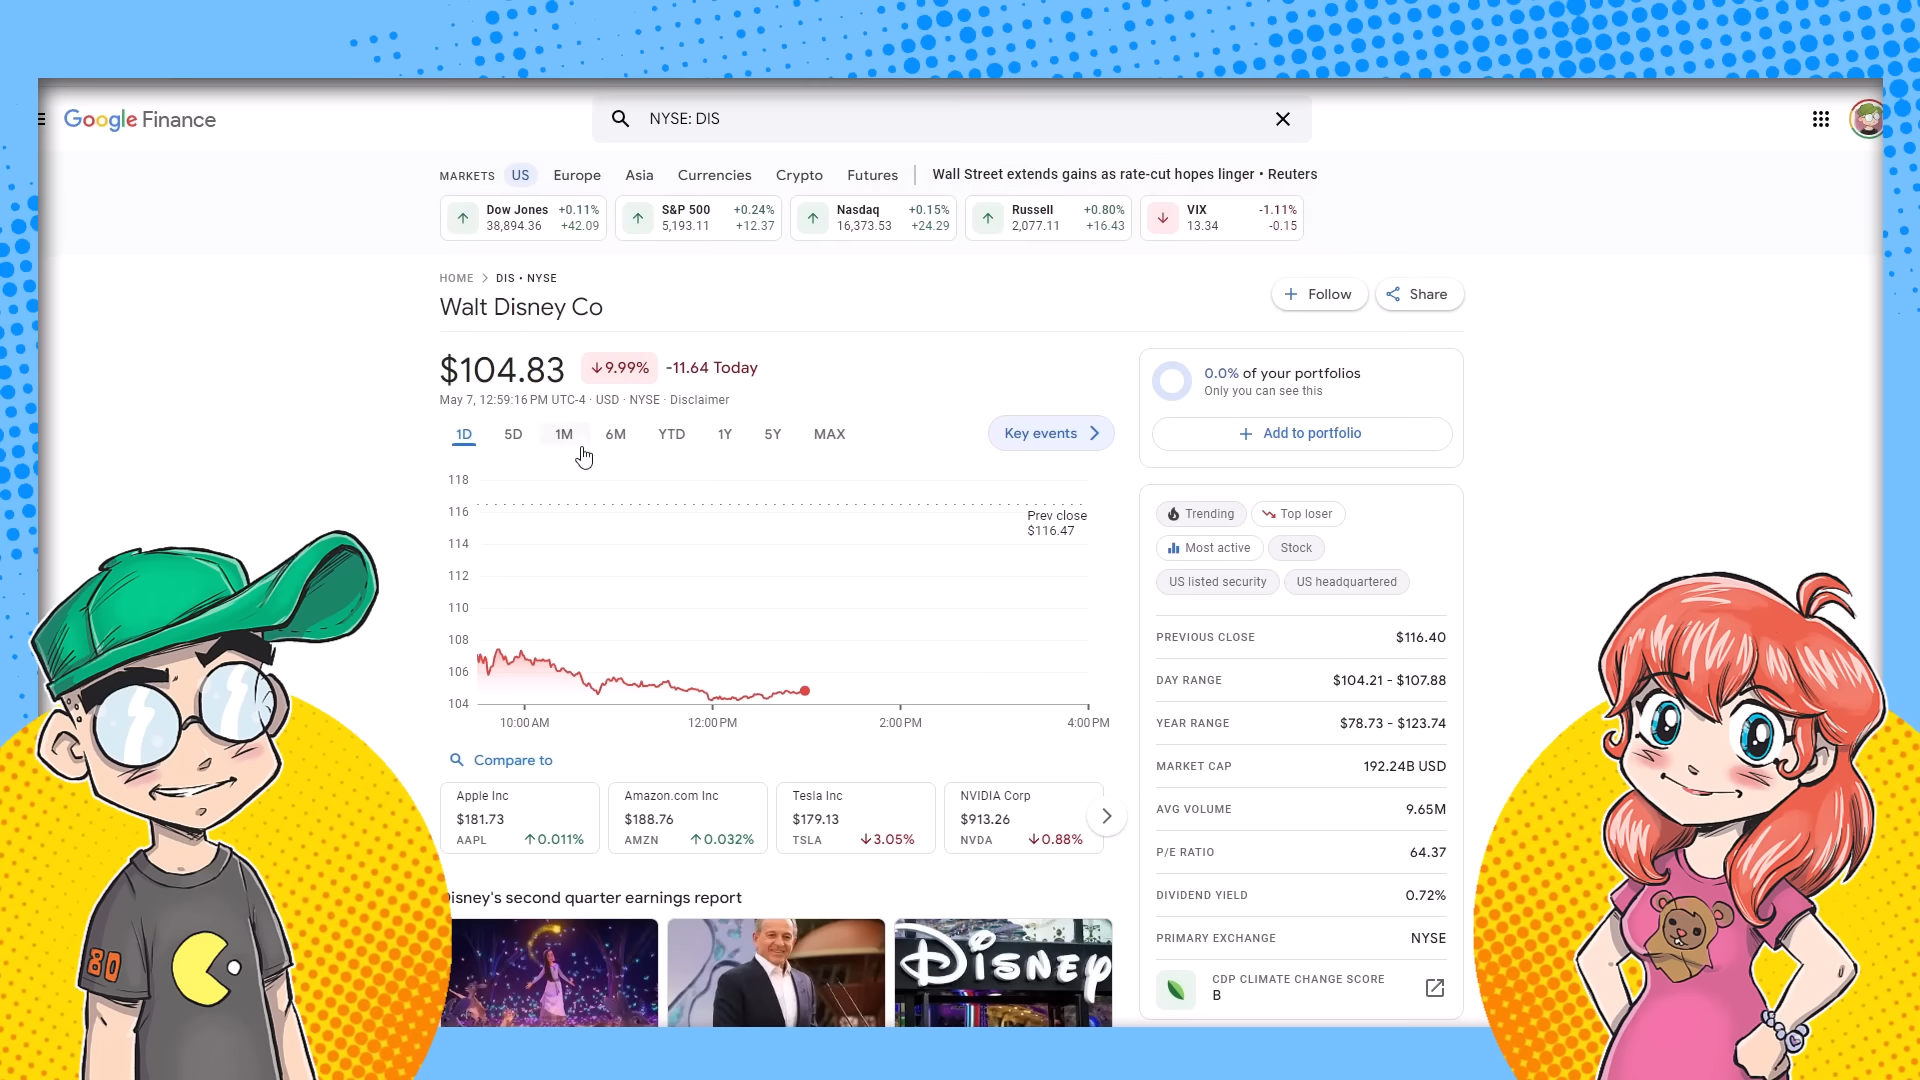 Google Finance
NYSE: DIS
MARKETS US Europe Asia Currencies Crypto Futures Wall Street extends gains as rate-cut hopes linger • Reuters
Dow Jones +0.11%
38,894.36 +42.09
S&P 500 +0.24%
5,193.11 +12.37
Nasdaq +0.15%
16,373.53 +24.29
Russell +0.80%
2,077.11 +16.43
VIX -1.11%
13.34 -0.15
HOME > DIS • NYSE
Walt Disney Co
+ Follow
Share
$104.83 ↓9.99% -11.64 Today
May 7, 12:59:16 PM UTC-4 · USD · NYSE · Disclaimer
1D 5D 1M 6M YTD 1Y 5Y MAX
Key events
118
116
114
112
110
108
106
104
Prev close
$116.47
10:00 AM 12:00 PM 2:00 PM 4:00 PM
Compare to
Apple Inc
$181.73
AAPL ↑0.011%
Amazon.com Inc
$188.76
AMZN ↑0.032%
Tesla Inc
$179.13
TSLA ↓3.05%
NVIDIA Corp
$913.26
NVDA ↓0.88%
isney's second quarter earnings report
DISNEY
0.0% of your portfolios
Only you can see this
+ Add to portfolio
Trending Top loser
Most active Stock
US listed security US headquartered
PREVIOUS CLOSE $116.40
DAY RANGE $104.21 - $107.88
YEAR RANGE $78.73 - $123.74
MARKET CAP 192.24B USD
AVG VOLUME 9.65M
P/E RATIO 64.37
DIVIDEND YIELD 0.72%
PRIMARY EXCHANGE NYSE
CDP CLIMATE CHANGE SCORE
B
80